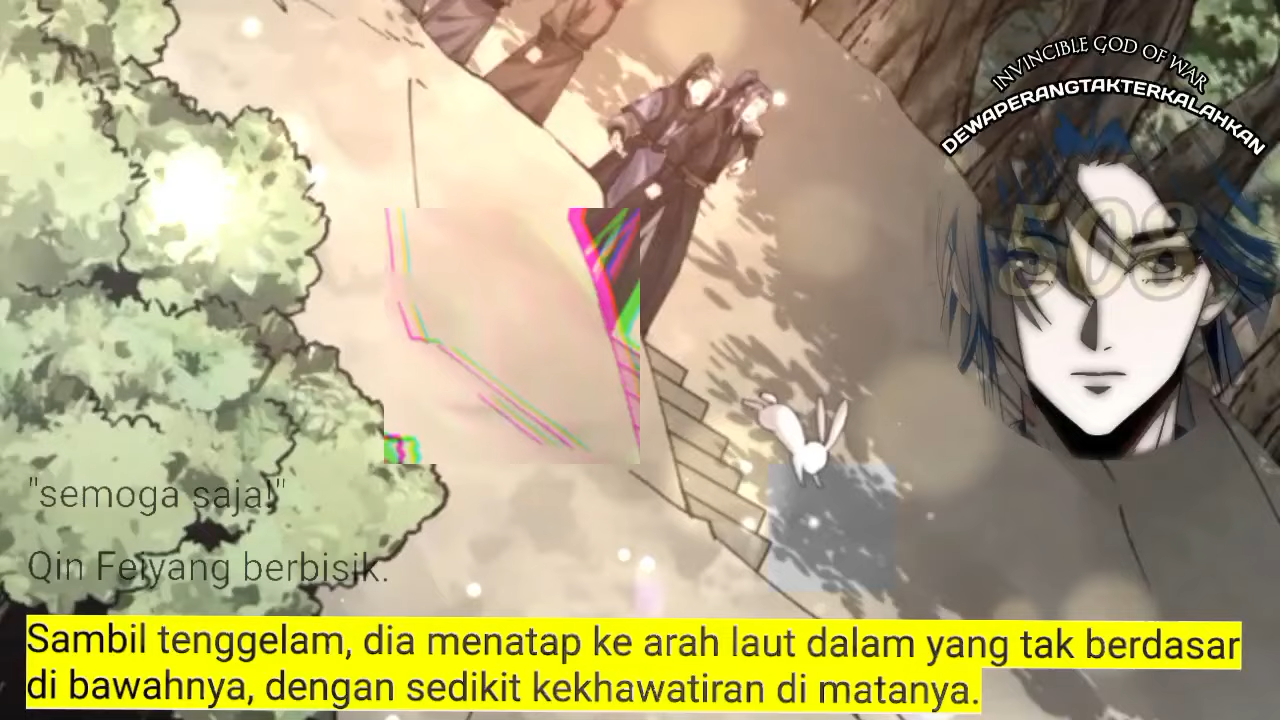 INVINCIBLE GOD OF WAR
DEWAPERANGTAKTERKALAHKAN
503
"semoga saja!"
Qin Feiyang berbisik.
Sambil tenggelam, dia menatap ke arah laut dalam yang tak berdasar
di bawahnya, dengan sedikit kekhawatiran di matanya.